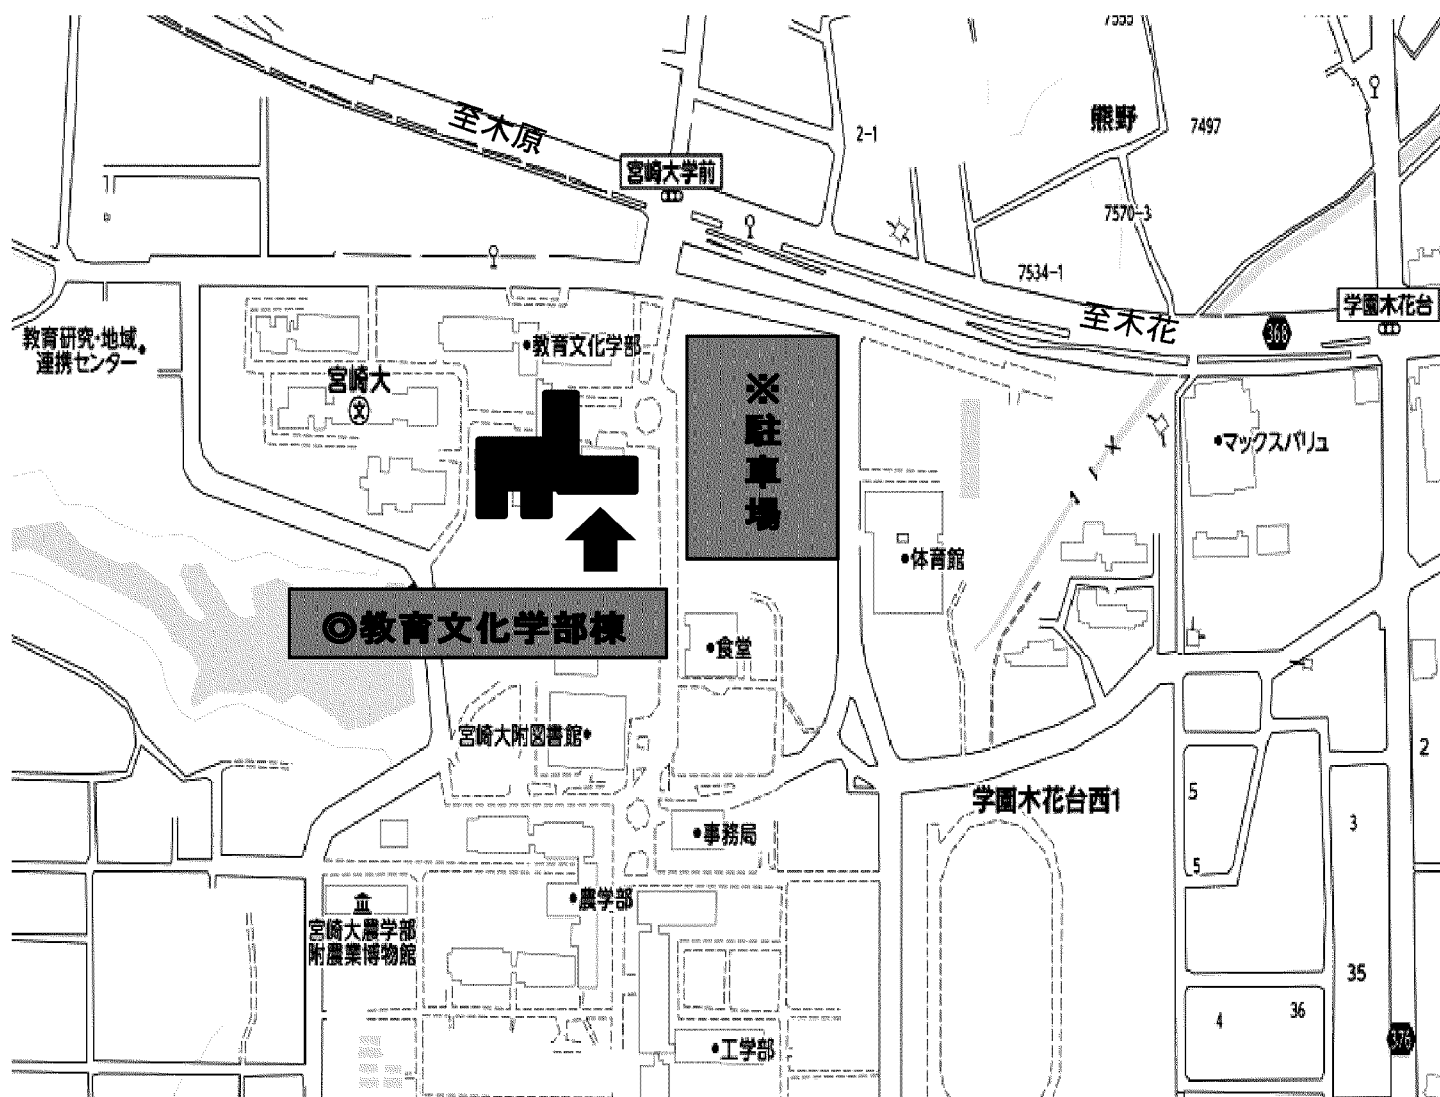 7555
至木原
熊野
2-1
7497
宮崎大学前
7570-3
7534-1
至木花
学園木花台
368
教育研究・地域
連携センター
教育文化学部
宮崎大
文
※駐車場
マックスバリュ
体育館
◎教育文化学部棟
食堂
宮崎大附図書館
学園木花台西1
2
5
3
事務局
5
農学部
宮崎大農学部
附農業博物館
35
36
4
376
工学部